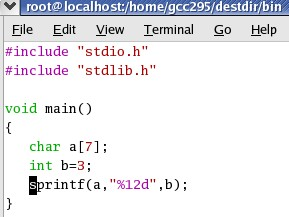 root@localhost:/home/gcc295/destdir/bin
File Edit View Terminal Go Help
#include "stdio.h"
#include "stdlib.h"
void main()
{
char a[7];
int b=3;
sprintf(a,"%12d",b);
}